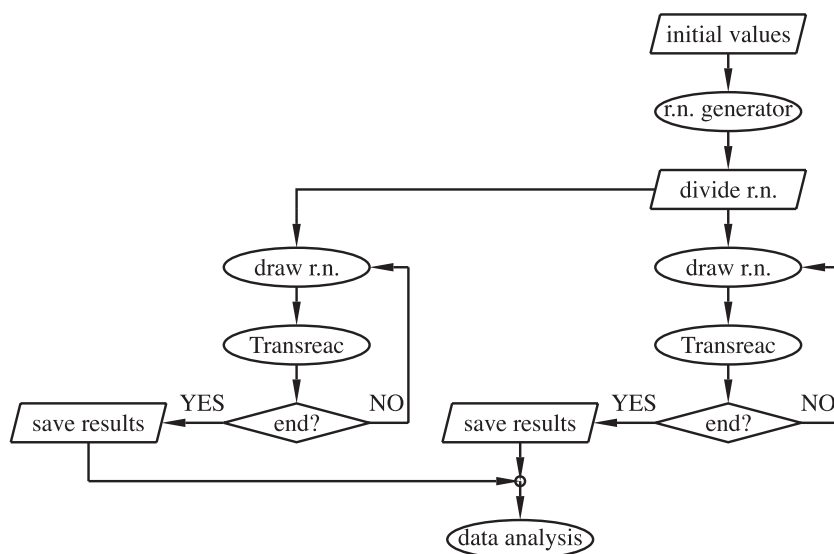 initial values
r.n. generator
divide r.n.
draw r.n.
draw r.n.
Transreac
Transreac
YES
NO
YES
NO
save results
end?
save results
end?
data analysis